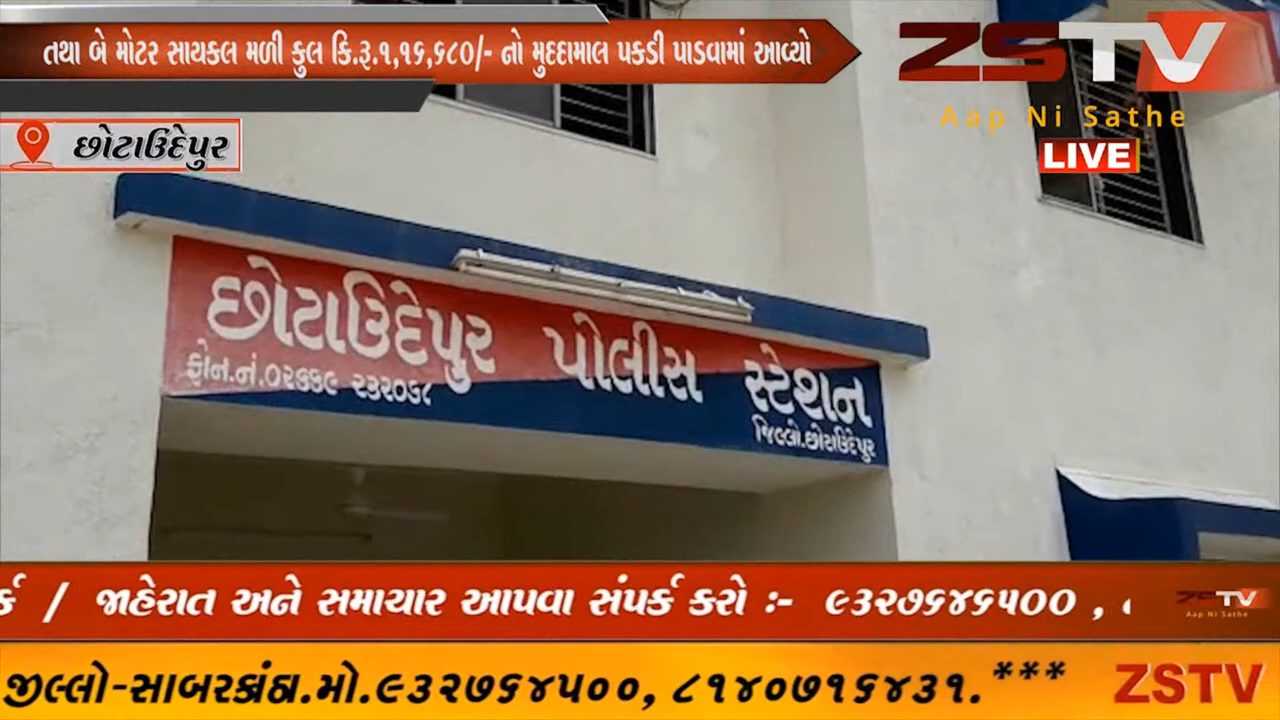 તથા બે મોટર સાયકલ મળી કુલ કિ.રૂ.૧,૧૬,૬૮૦/- નો મુદદામાલ પકડી પાડવામાં આવ્યો
ZSTV
Aap Ni Sathe
LIVE
છોટાઉદેપુર
છોટાઉદેપુર પોલીસ સ્ટેશન
ફોન.નં.૦૨૬૬૯ ૨૩૨૦૬૮
જિલ્લો.છોટાઉદેપુર
ર્ક / જાહેરાત અને સમાચાર આપવા સંપર્ક કરો :- ૯૩૨૭૬૪૬૫૦૦ ,
ZSTV
Aap Ni Sathe
જીલ્લો-સાબરકાંઠા.મો.૯૩૨૭૬૪૫૦૦, ૮૧૪૦૭૧૬૪૩૧.***
ZSTV